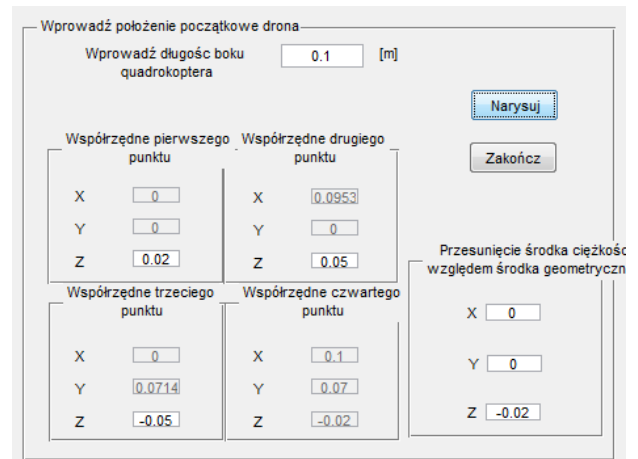 Wprowadź położenie początkowe drona
Wprowadź długośc boku 0.1 [m]
quadrokoptera
Narysuj
Zakończ
Współrzędne pierwszego
punktu
X 0
Y 0
Z 0.02
Współrzędne drugiego
punktu
X 0.0953
Y 0
Z 0.05
Współrzędne trzeciego
punktu
X 0
Y 0.0714
Z -0.05
Współrzędne czwartego
punktu
X 0.1
Y 0.07
Z -0.02
Przesunięcie środka ciężkośc
względem środka geometryczn
X 0
Y 0
Z -0.02